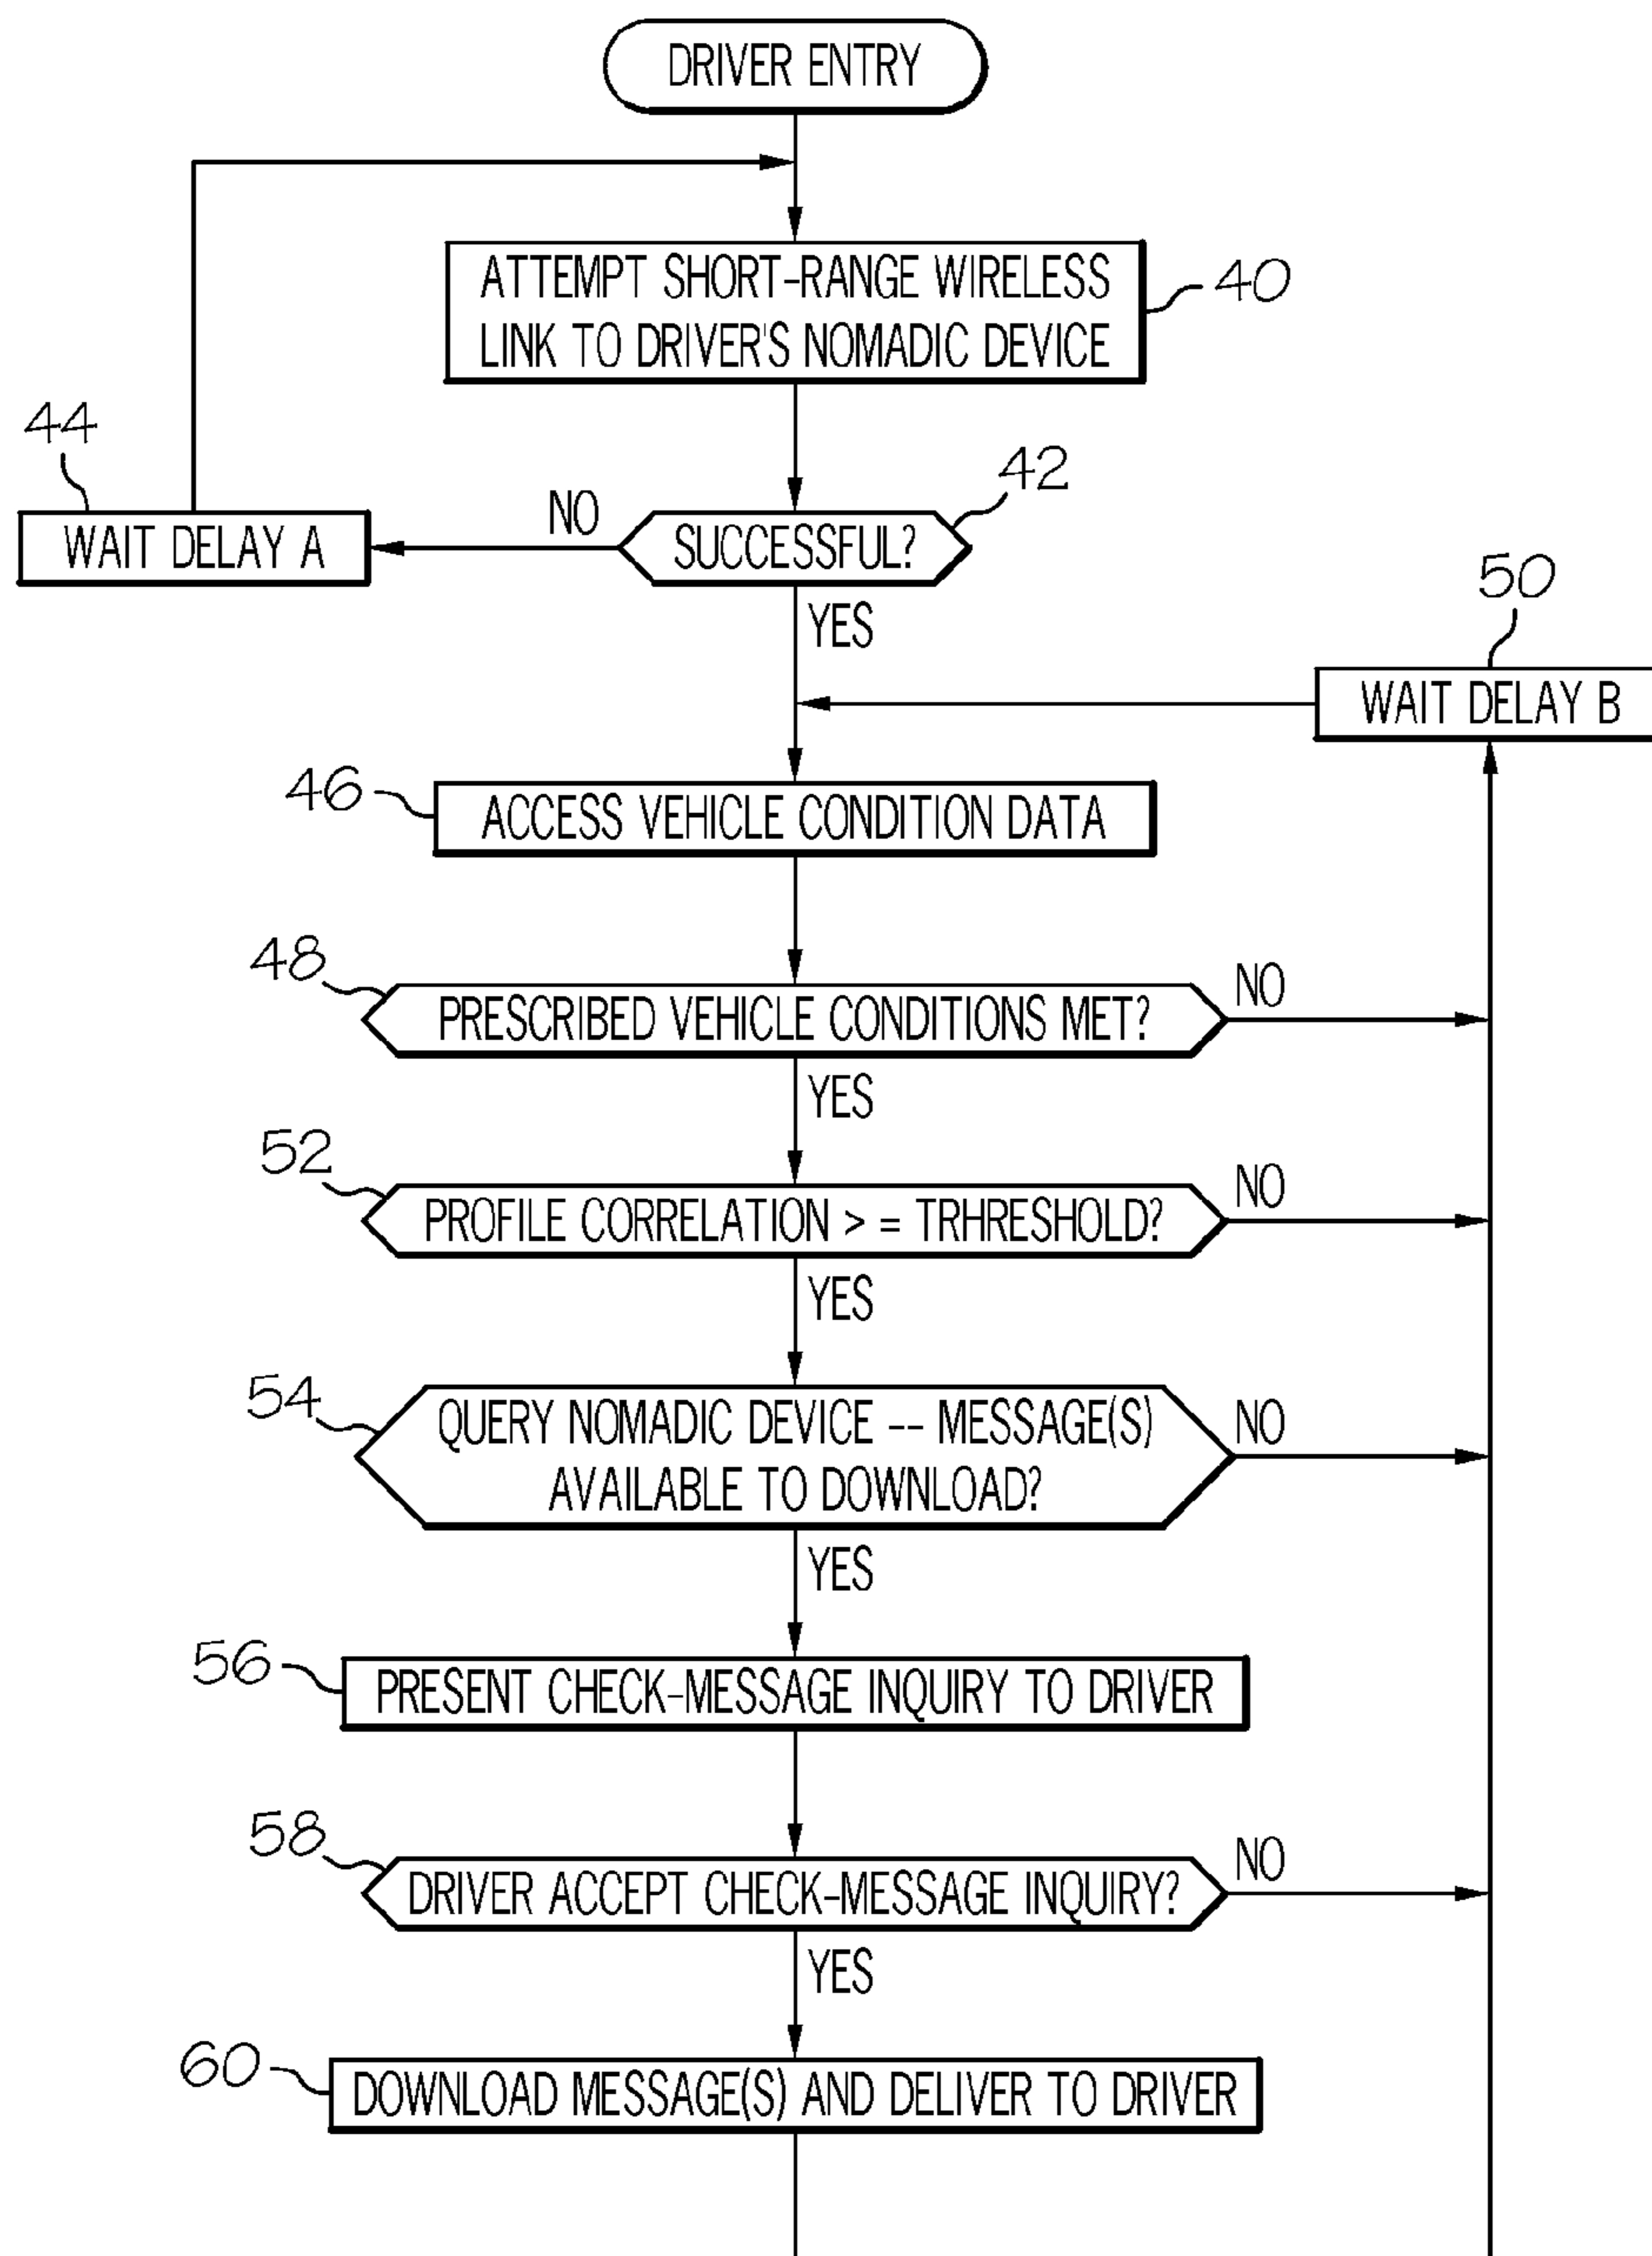 DRIVER ENTRY
ATTEMPT SHORT-RANGE WIRELESS
LINK TO DRIVER'S NOMADIC DEVICE
40
44
42
NO
WAIT DELAY A
SUCCESSFUL?
YES
50
WAIT DELAY B
46
ACCESS VEHICLE CONDITION DATA
48
NO
PRESCRIBED VEHICLE CONDITIONS MET?
YES
52
NO
PROFILE CORRELATION > = TRHRESHOLD?
YES
54
NO
QUERY NOMADIC DEVICE -- MESSAGE(S)
AVAILABLE TO DOWNLOAD?
YES
56
PRESENT CHECK-MESSAGE INQUIRY TO DRIVER
58
NO
DRIVER ACCEPT CHECK-MESSAGE INQUIRY?
YES
60
DOWNLOAD MESSAGE(S) AND DELIVER TO DRIVER